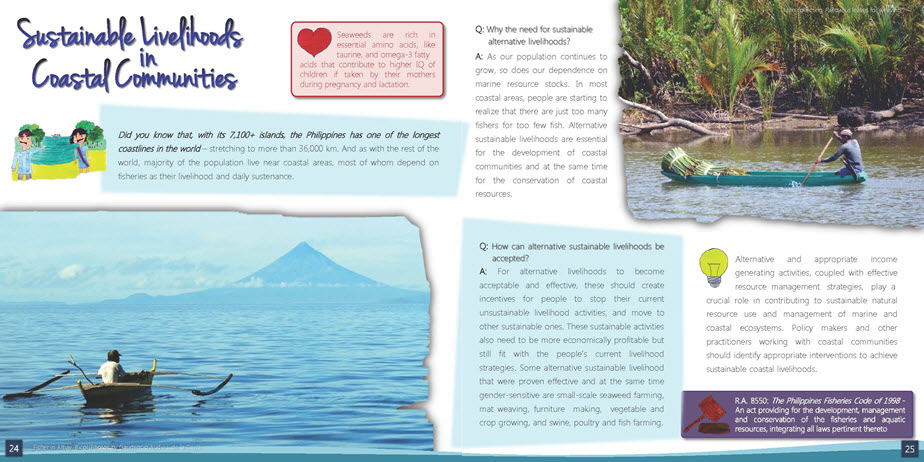 Sustainable Livelihoods
in
Coastal Communities
Seaweeds are rich in
essential amino acids, like
taurine, and omega-3 fatty
acids that contribute to higher IQ of
children if taken by their mothers
during pregnancy and lactation.
Did you know that, with its 7,100+ islands, the Philippines has one of the longest
coastlines in the world – stretching to more than 36,000 km. And as with the rest of the
world, majority of the population live near coastal areas, most of whom depend on
fisheries as their livelihood and daily sustenance.
24
Q: Why the need for sustainable
alternative livelihoods?
A: As our population continues to
grow, so does our dependence on
marine resource stocks. In most
coastal areas, people are starting to
realize that there are just too many
fishers for too few fish. Alternative
sustainable livelihoods are essential
for the development of coastal
communities and at the same time
for the conservation of coastal
resources.
Q: How can alternative sustainable livelihoods be
accepted?
A: For alternative livelihoods to become
acceptable and effective, these should create
incentives for people to stop their current
unsustainable livelihood activities, and move to
other sustainable ones. These sustainable activities
also need to be more economically profitable but
still fit with the people's current livelihood
strategies. Some alternative sustainable livelihood
that were proven effective and at the same time
gender-sensitive are small-scale seaweed farming,
mat weaving, furniture making, vegetable and
crop growing, and swine, poultry and fish farming.
Alternative and appropriate income
generating activities, coupled with effective
resource management strategies, play a
crucial role in contributing to sustainable natural
resource use and management of marine and
coastal ecosystems. Policy makers and other
practitioners working with coastal communities
should identify appropriate interventions to achieve
sustainable coastal livelihoods.
R.A. 8550: The Philippines Fisheries Code of 1998 -
An act providing for the development, management
and conservation of the fisheries and aquatic
resources, integrating all laws pertinent thereto
25